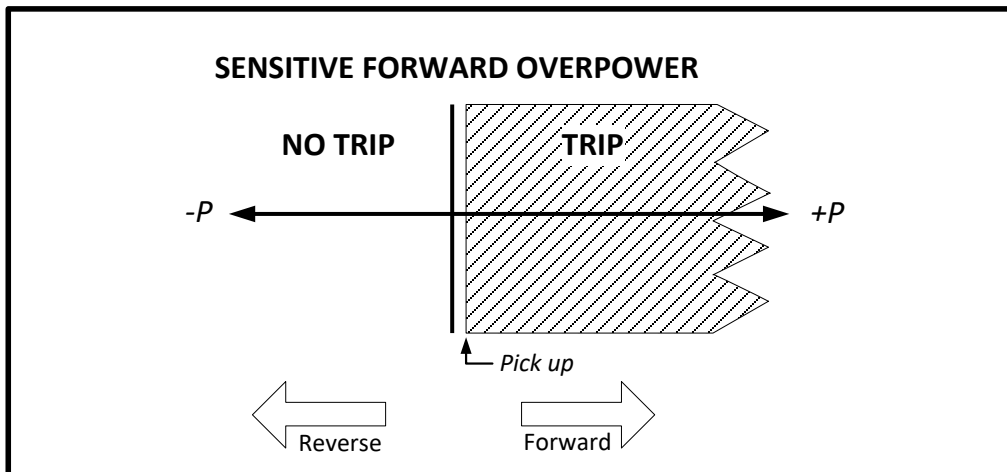 SENSITIVE FORWARD OVERPOWER
NO TRIP
TRIP
-P
+P
Pick up
Reverse
Forward